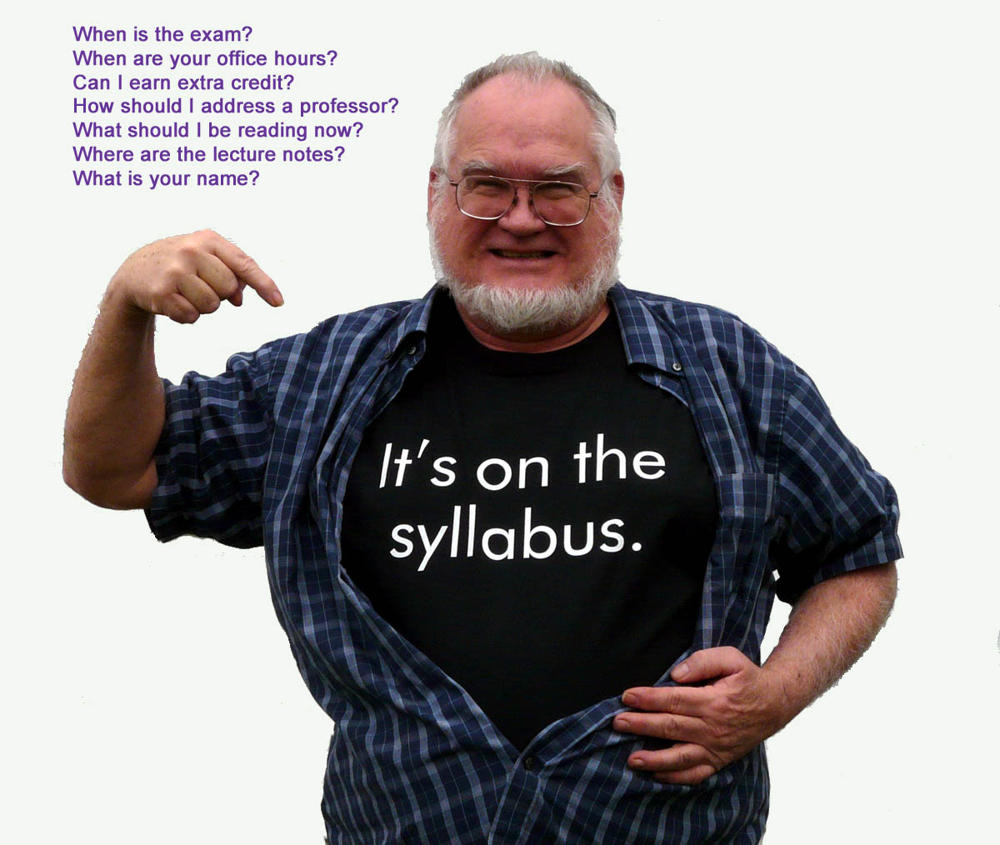 When is the exam?
When are your office hours?
Can I earn extra credit?
How should I address a professor?
What should I be reading now?
Where are the lecture notes?
What is your name?
It's on the
syllabus.